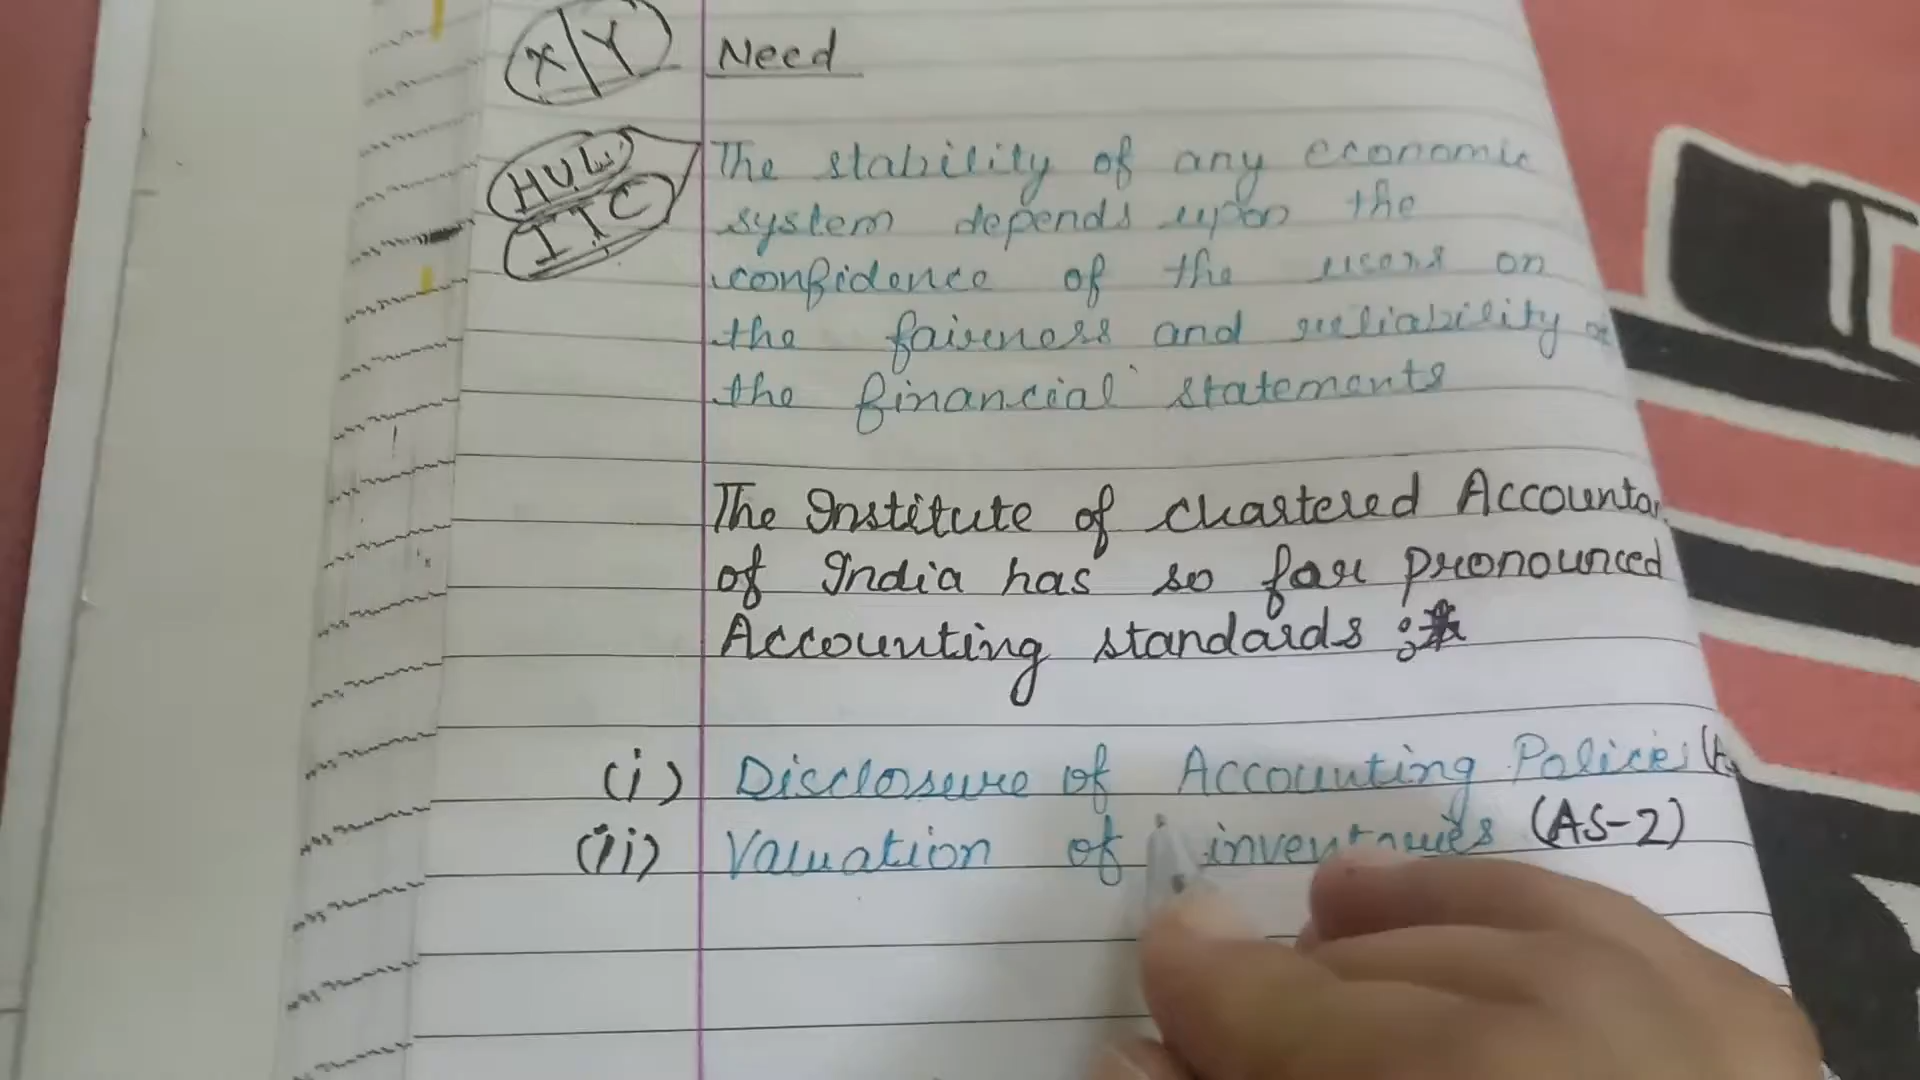 X/Y
Need
HUL
ITC
The stability of any economic
system depends upon the
confidence of the users on
the fairness and reliability
the financial statements
The Institute of chartered
of India has so far pronounced
Accounting standards :
(i) Disclosure of Accounting Policies
(ii) Valuation of inventories (AS-2)